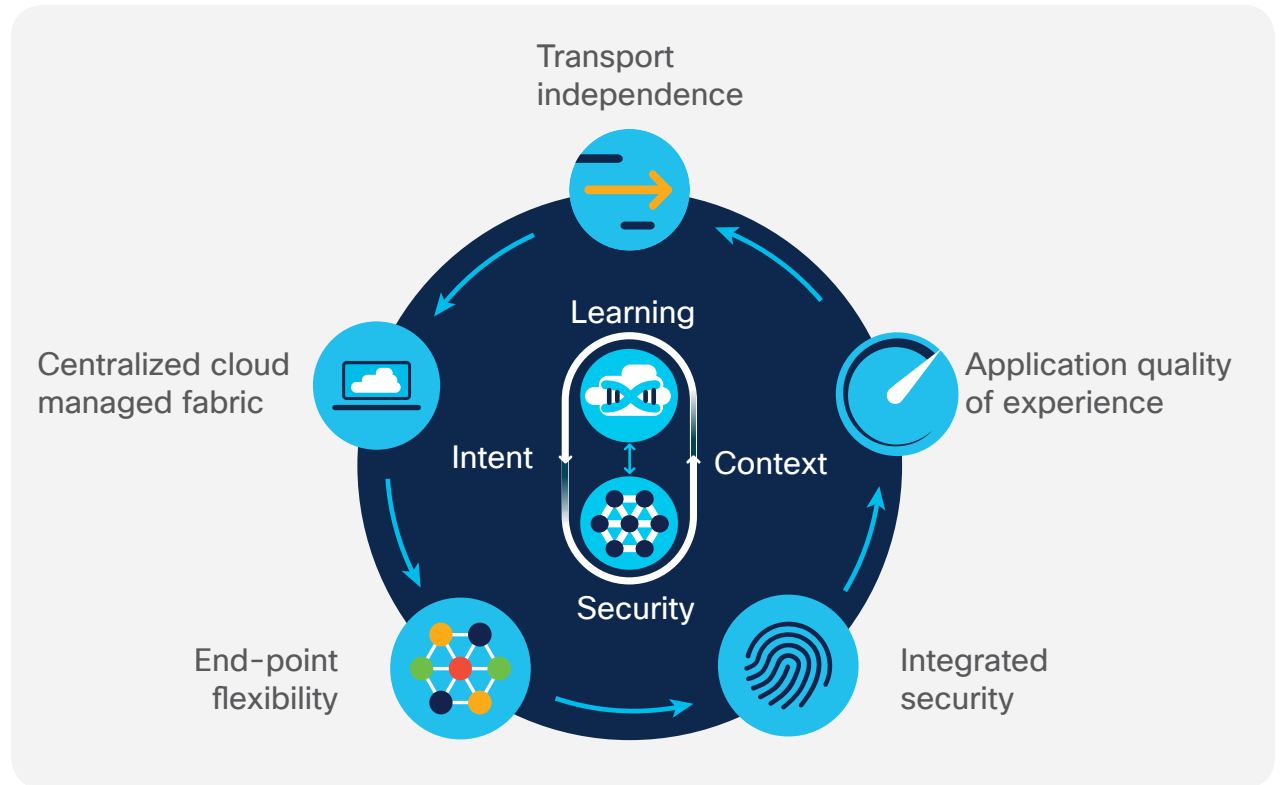 Transport
independence
Learning
Centralized cloud
managed fabric
Application quality
of experience
Intent
Context
Security
End-point
flexibility
Integrated
security